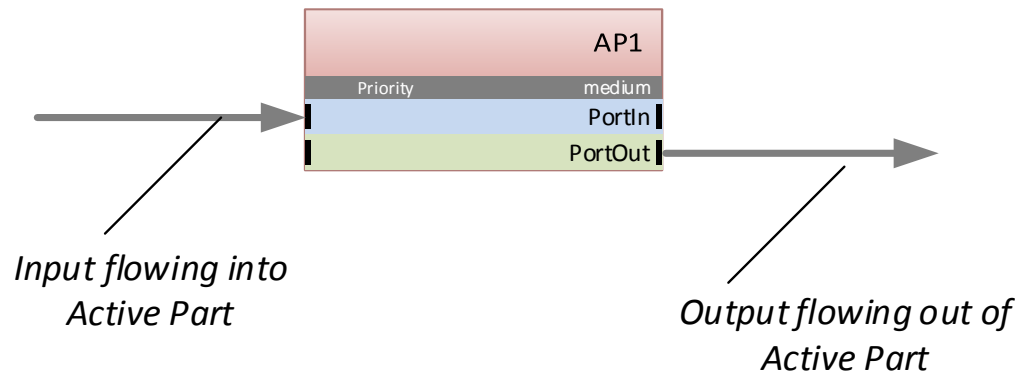 AP1
Priority medium
PortIn
PortOut
Input flowing into
Active Part
Output flowing out of
Active Part